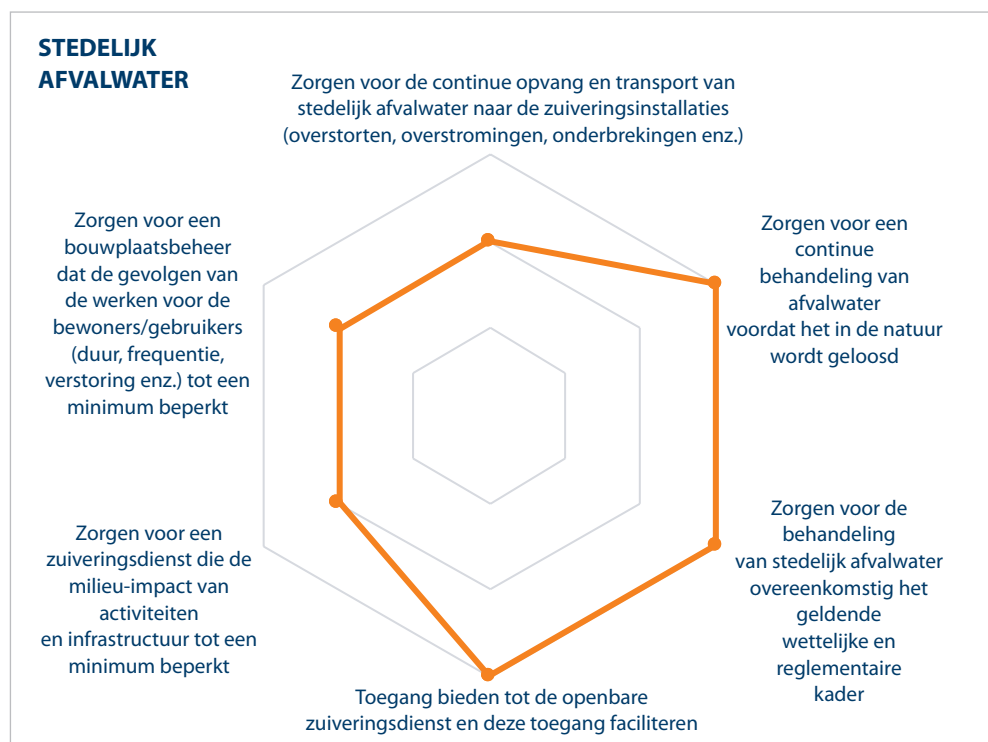 STEDELIJK
AFVALWATER
Zorgen voor de continue opvang en transport van
stedelijk afvalwater naar de zuiveringsinstallaties
(overstorten, overstromingen, onderbrekingen enz.)
Zorgen voor een
continue
behandeling van
afvalwater
voordat het in de natuur
wordt geloosd
Zorgen voor de
behandeling
van stedelijk afvalwater
overeenkomstig het
geldende
wettelijke en
reglementaire
kader
Toegang bieden tot de openbare
zuiveringsdienst en deze toegang faciliteren
Zorgen voor een
zuiveringsdienst die de
milieu-impact van
activiteiten
en infrastructuur tot een
minimum beperkt
Zorgen voor een
bouwplaatsbeheer
dat de gevolgen van
de werken voor de
bewoners/gebruikers
(duur, frequentie,
verstoring enz.) tot een
minimum beperkt